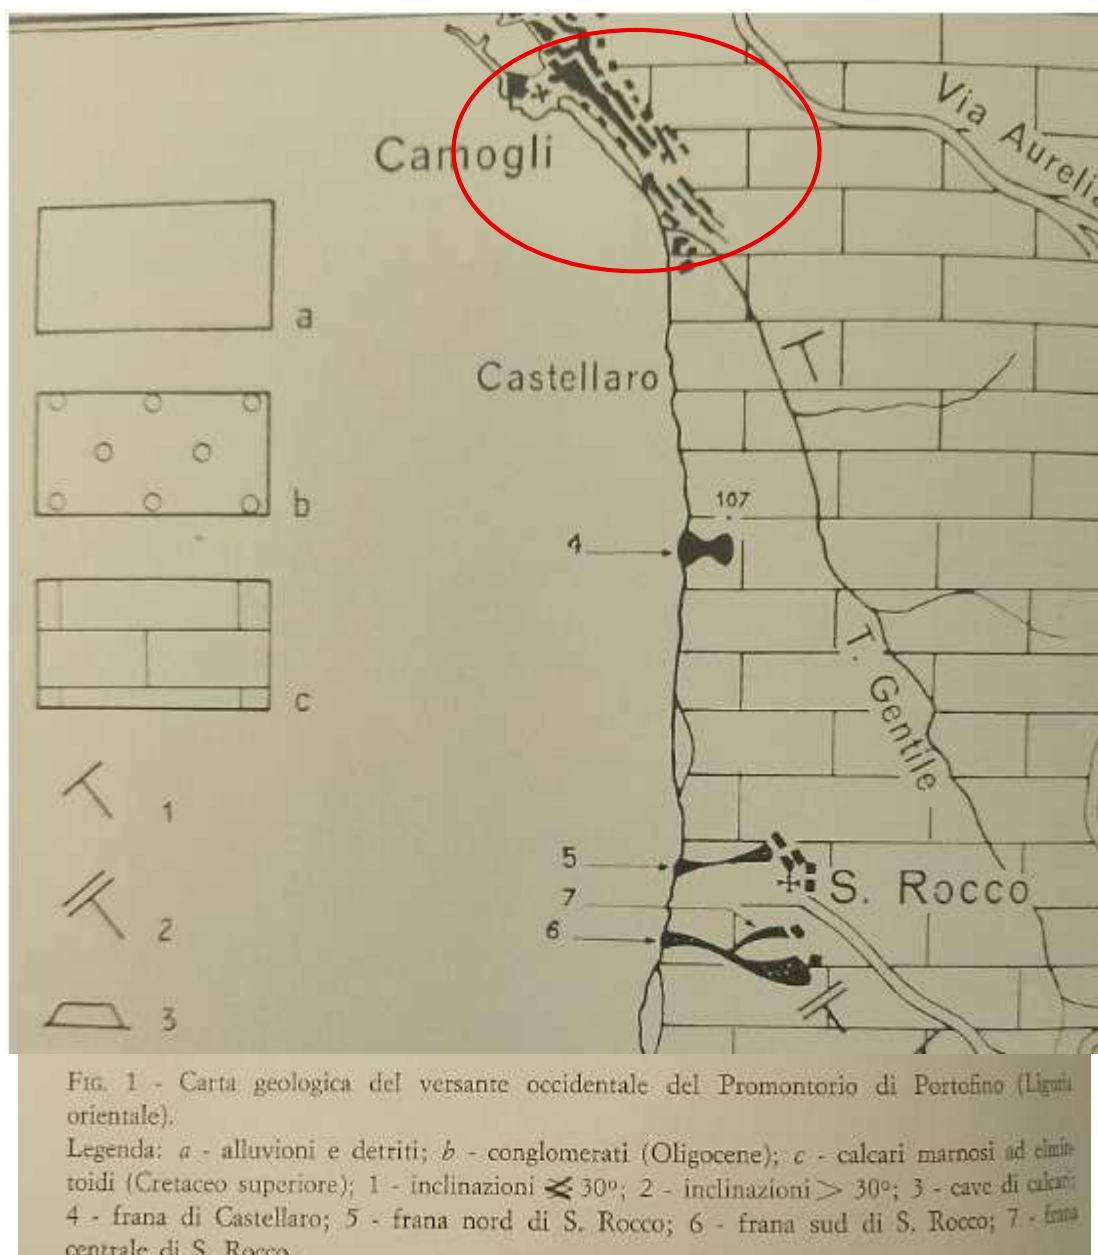 Via Aurelia
Camogli
a
Castellaro
b
107
4
c
T. Gentile
1
5
S. Rocco
7
2
6
3
FIG. 1 - Carta geologica del versante occidentale del Promontorio di Portofino (Liguria
orientale).
Legenda: a - alluvioni e detriti; b - conglomerati (Oligocene); c - calcari marnosi ad elmin-
toidi (Cretaceo superiore); 1 - inclinazioni ≤ 30°; 2 - inclinazioni > 30°; 3 - cave di calcari;
4 - frana di Castellaro; 5 - frana nord di S. Rocco; 6 - frana sud di S. Rocco; 7 - frana
centrale di S. Rocco